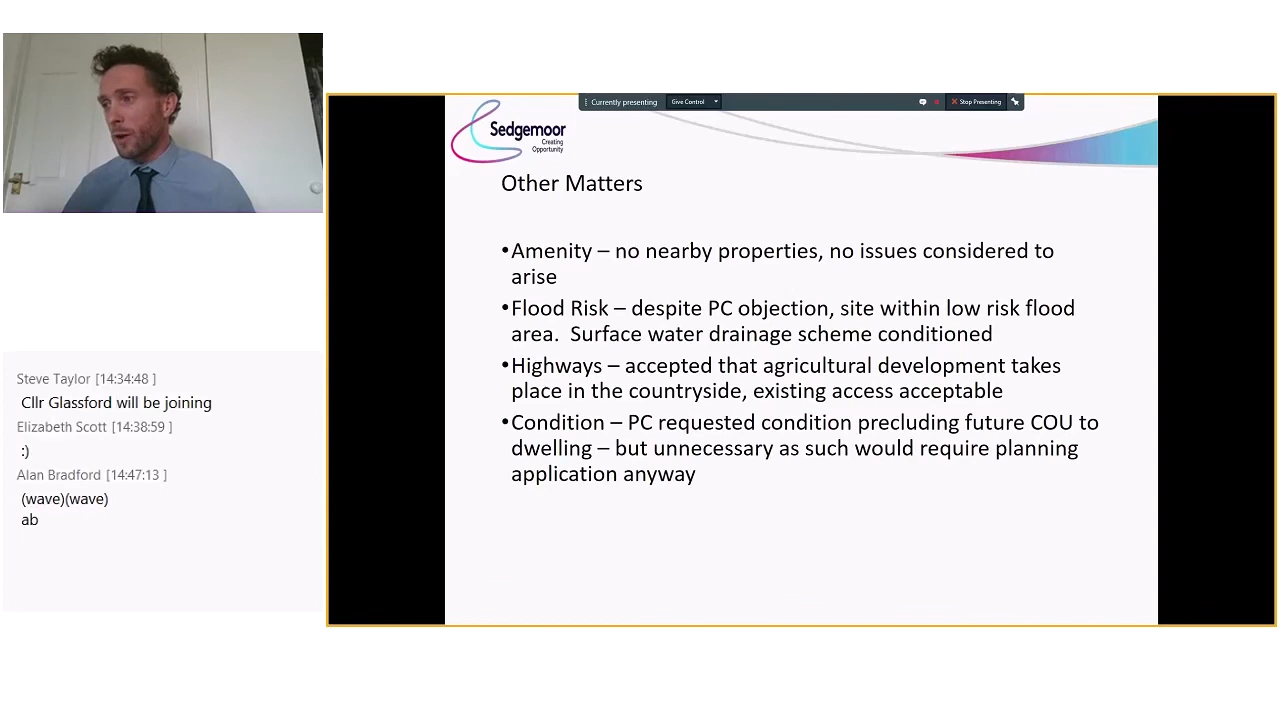 Currently presenting
Give Control
Stop Presenting
Sedgemoor
Creating
Opportunity
Other Matters
•Amenity – no nearby properties, no issues considered to
arise
•Flood Risk – despite PC objection, site within low risk flood
area.  Surface water drainage scheme conditioned
•Highways – accepted that agricultural development takes
place in the countryside, existing access acceptable
•Condition – PC requested condition precluding future COU to
dwelling – but unnecessary as such would require planning
application anyway
Steve Taylor [14:34:48 ]
Cllr Glassford will be joining
Elizabeth Scott [14:38:59 ]
:)
Alan Bradford [14:47:13 ]
(wave)(wave)
ab